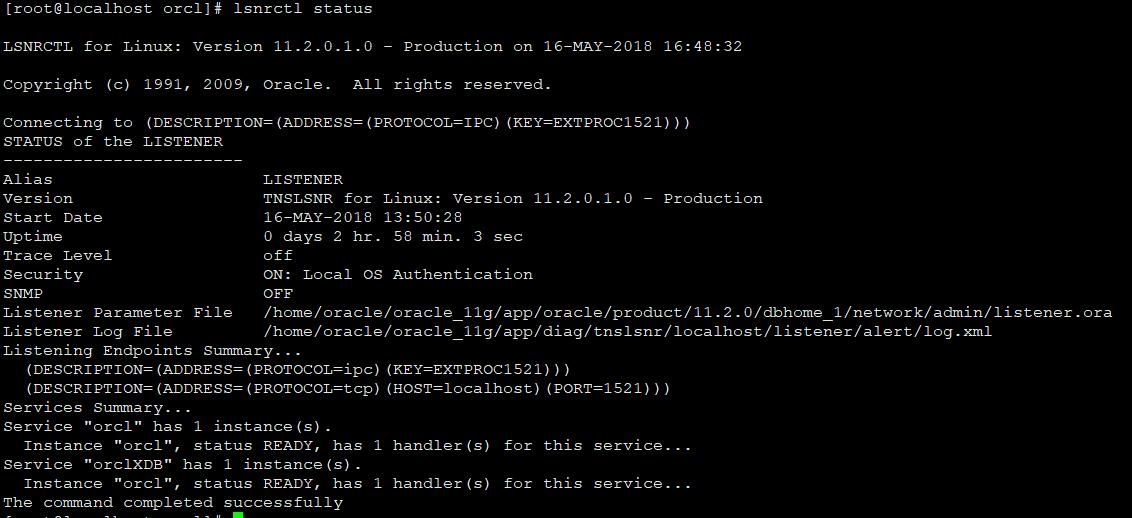 [root@localhost orcl]# lsnrctl status
LSNRCTL for Linux: Version 11.2.0.1.0 - Production on 16-MAY-2018 16:48:32
Copyright (c) 1991, 2009, Oracle.  All rights reserved.
Connecting to (DESCRIPTION=(ADDRESS=(PROTOCOL=IPC)(KEY=EXTPROC1521)))
STATUS of the LISTENER
------------------------
Alias                     LISTENER
Version                   TNSLSNR for Linux: Version 11.2.0.1.0 - Production
Start Date                16-MAY-2018 13:50:28
Uptime                    0 days 2 hr. 58 min. 3 sec
Trace Level               off
Security                  ON: Local OS Authentication
SNMP                      OFF
Listener Parameter File   /home/oracle/oracle_11g/app/oracle/product/11.2.0/dbhome_1/network/admin/listener.ora
Listener Log File         /home/oracle/oracle_11g/app/diag/tnslsnr/localhost/listener/alert/log.xml
Listening Endpoints Summary...
  (DESCRIPTION=(ADDRESS=(PROTOCOL=ipc)(KEY=EXTPROC1521)))
  (DESCRIPTION=(ADDRESS=(PROTOCOL=tcp)(HOST=localhost)(PORT=1521)))
Services Summary...
Service "orcl" has 1 instance(s).
  Instance "orcl", status READY, has 1 handler(s) for this service...
Service "orclXDB" has 1 instance(s).
  Instance "orcl", status READY, has 1 handler(s) for this service...
The command completed successfully
[root@localhost orcl]#